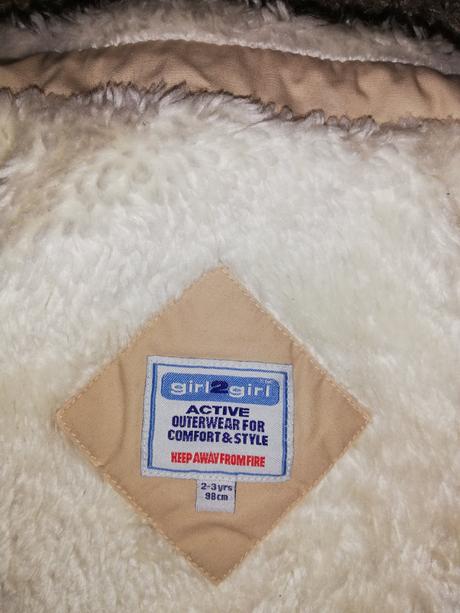 girl2girl
ACTIVE
OUTERWEAR FOR
COMFORT & STYLE
KEEP AWAY FROM FIRE
2-3 yrs
98cm